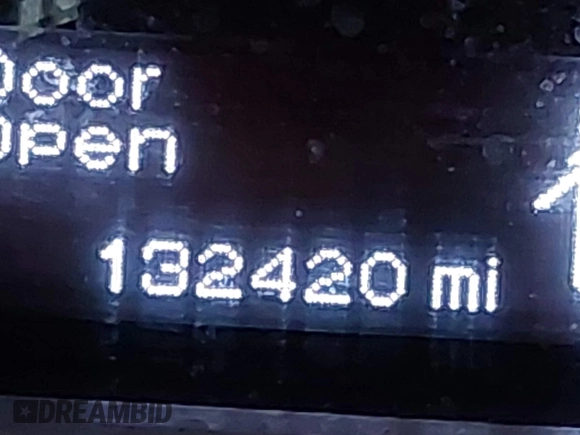 Door
Open
132420 mi
DREAMBID